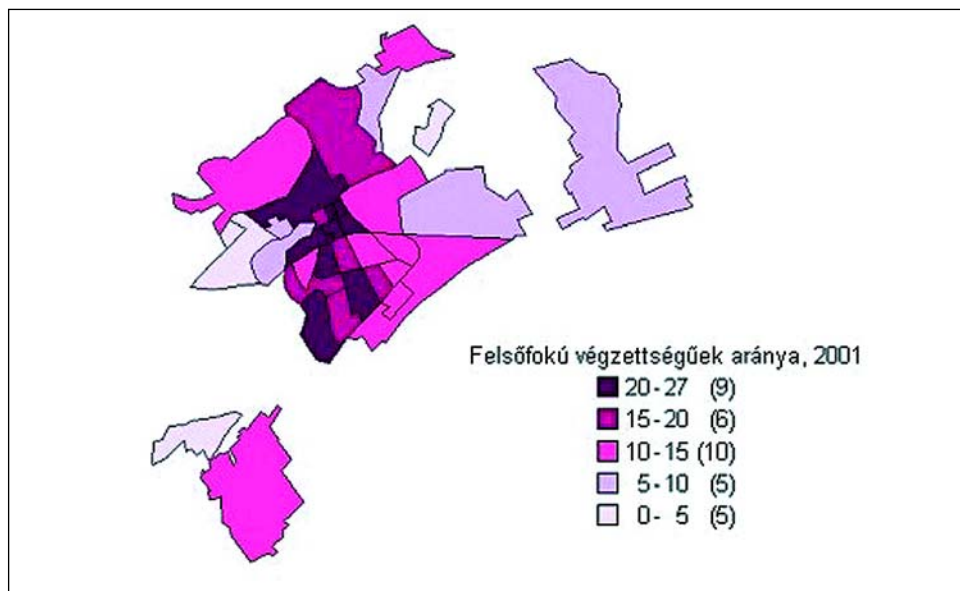 Felsőfokú végzettségűek aránya, 2001
20-27 (9)
15-20 (6)
10-15 (10)
5-10 (5)
0- 5 (5)